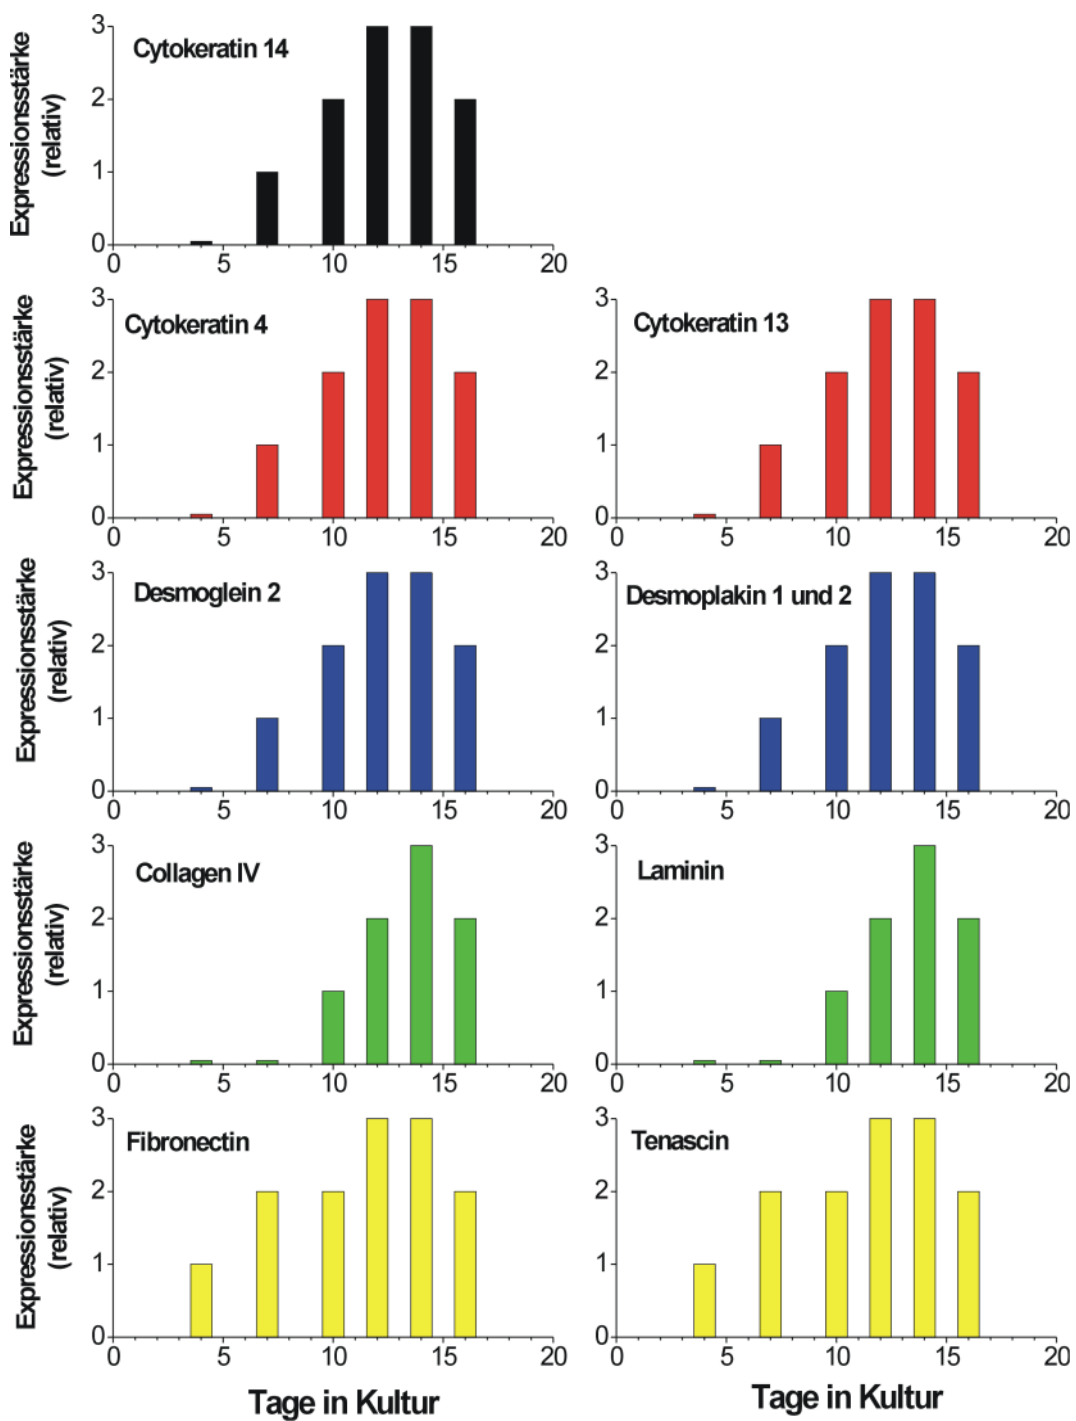 Cytokeratin 14
Expressionsstärke
(relativ)
3
2
1
0
0 5 10 15 20
Cytokeratin 4
Expressionsstärke
(relativ)
3
2
1
0
0 5 10 15 20
Cytokeratin 13
3
2
1
0
0 5 10 15 20
Desmoglein 2
Expressionsstärke
(relativ)
3
2
1
0
0 5 10 15 20
Desmoplakin 1 und 2
3
2
1
0
0 5 10 15 20
Collagen IV
Expressionsstärke
(relativ)
3
2
1
0
0 5 10 15 20
Laminin
3
2
1
0
0 5 10 15 20
Fibronectin
Expressionsstärke
(relativ)
3
2
1
0
0 5 10 15 20
Tage in Kultur
Tenascin
3
2
1
0
0 5 10 15 20
Tage in Kultur